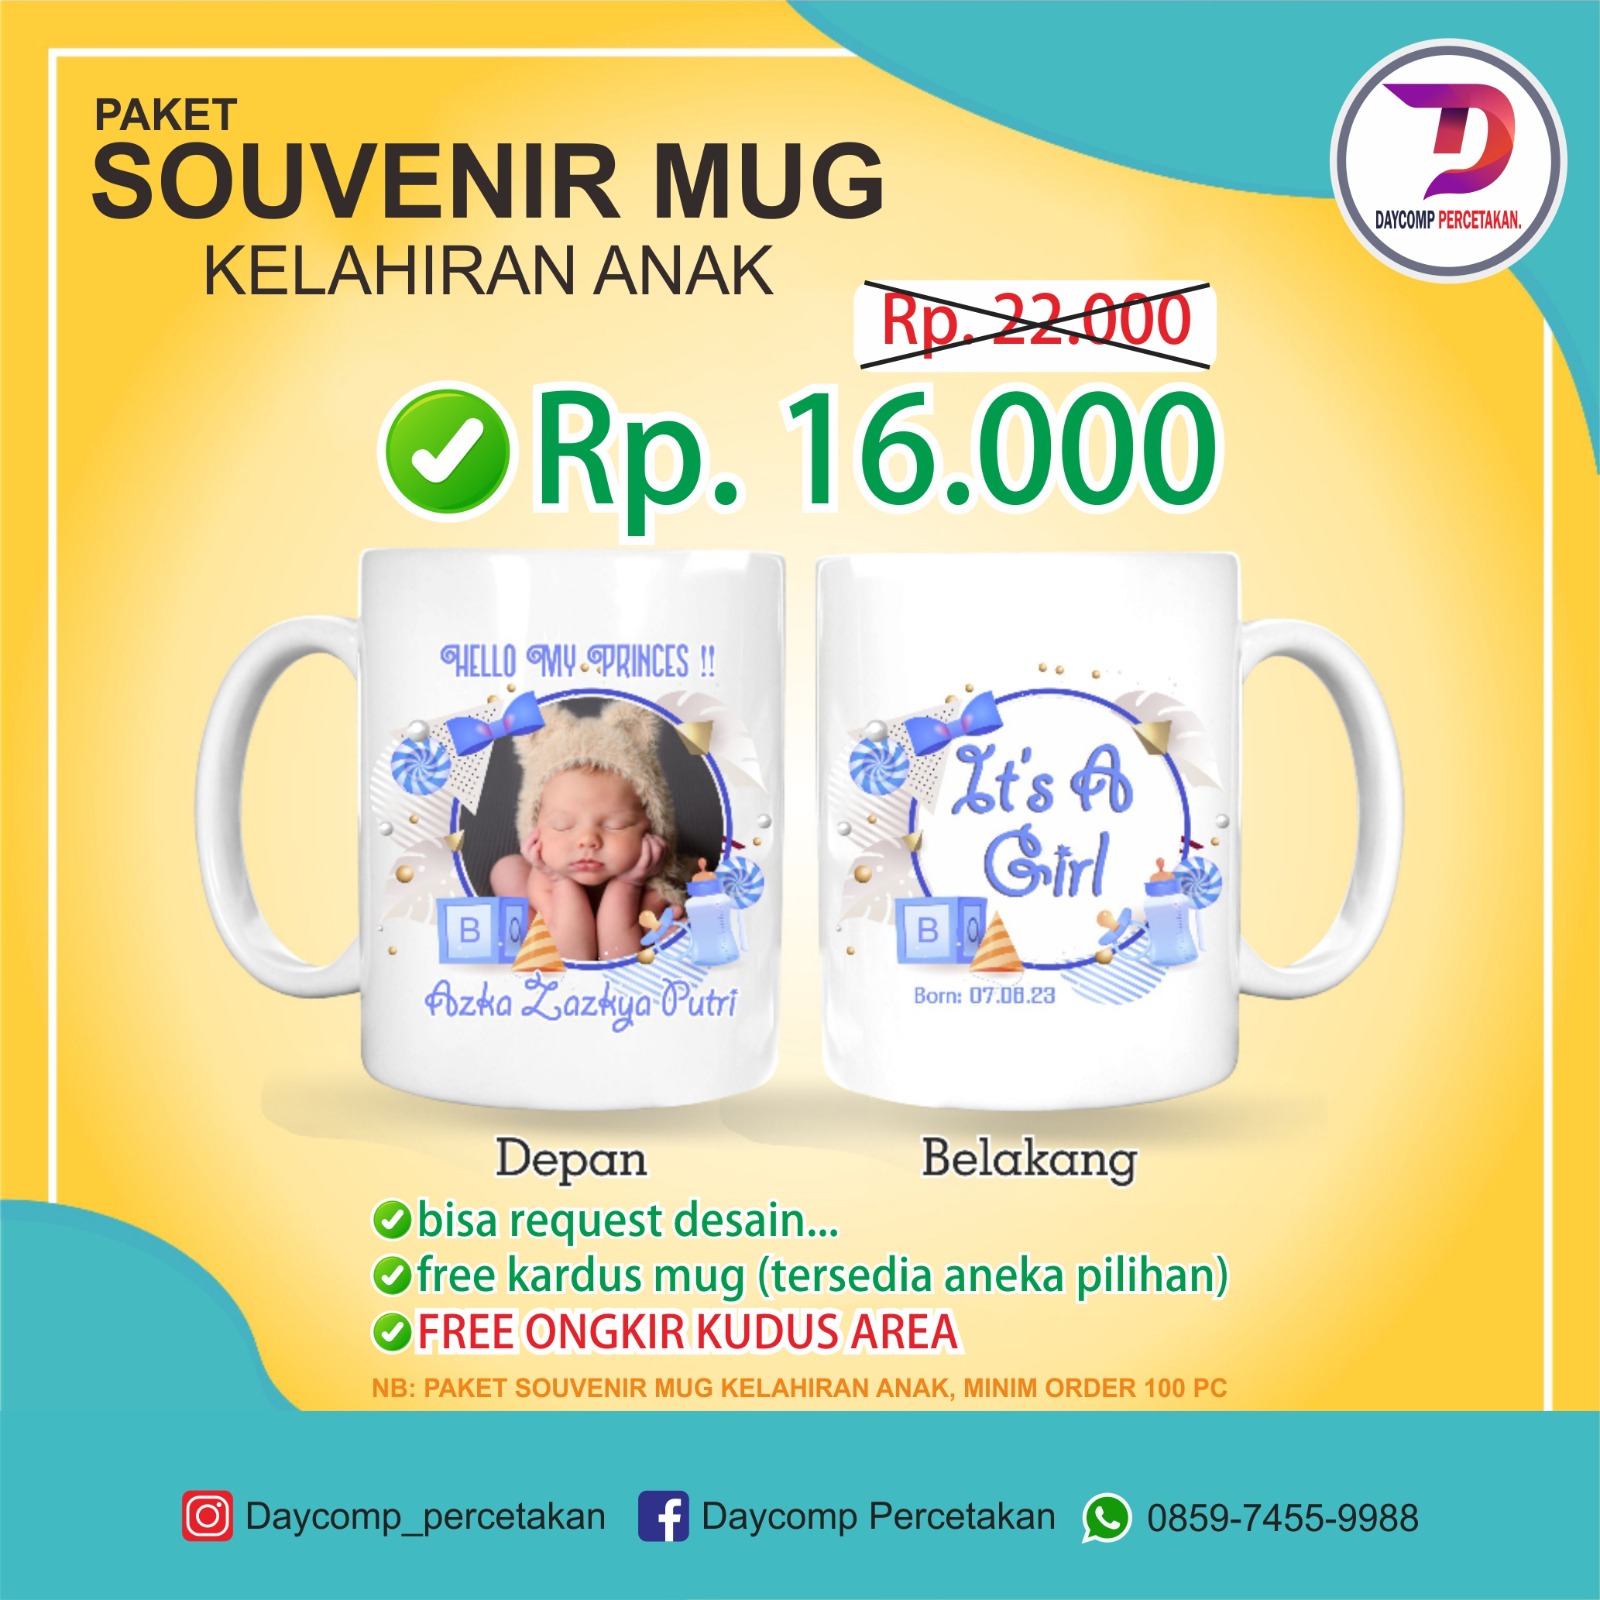 PAKET
SOUVENIR MUG
KELAHIRAN ANAK
DAYCOMP PERCETAKAN.
Rp. 22.000
Rp. 16.000
HELLO MY PRINCES !!
B
Azka Zazkya Putri
It's A
Girl
B
Born: 07.06.23
Depan
Belakang
bisa request desain...
free kardus mug (tersedia aneka pilihan)
FREE ONGKIR KUDUS AREA
NB: PAKET SOUVENIR MUG KELAHIRAN ANAK, MINIM ORDER 100 PC
Daycomp_percetakan
Daycomp Percetakan
0859-7455-9988